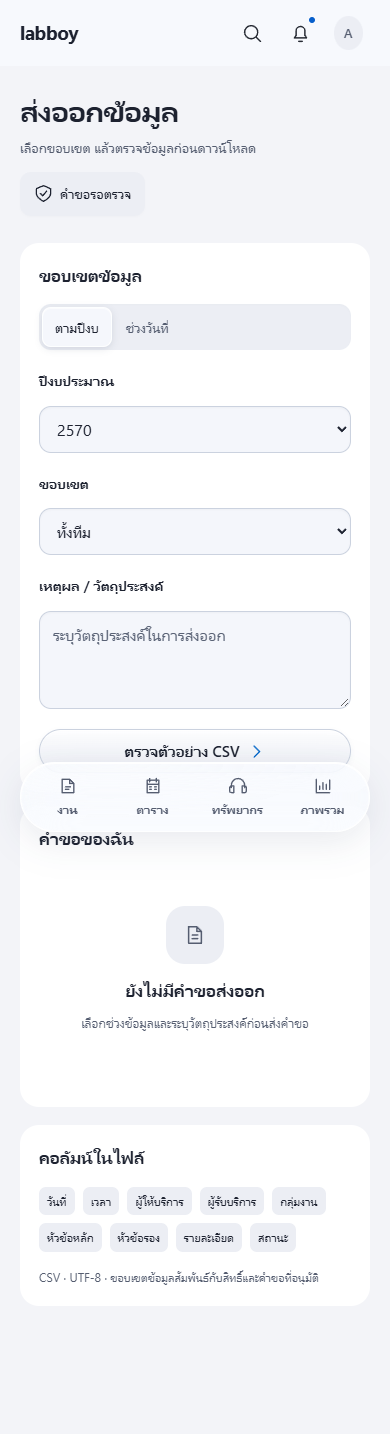 labboy
A
ส่งออกข้อมูล
เลือกขอบเขต แล้วตรวจข้อมูลก่อนดาวน์โหลด
คำขอรอตรวจ
ขอบเขตข้อมูล
ตามปีงบ
ช่วงวันที่
ปีงบประมาณ
2570
ขอบเขต
ทั้งทีม
เหตุผล / วัตถุประสงค์
ระบุวัตถุประสงค์ในการส่งออก
ตรวจตัวอย่าง CSV
งาน
ตาราง
ทรัพยากร
ภาพรวม
คำขอของฉัน
ยังไม่มีคำขอส่งออก
เลือกช่วงข้อมูลและระบุวัตถุประสงค์ก่อนส่งคำขอ
คอลัมน์ในไฟล์
วันที่ เวลา ผู้ให้บริการ ผู้รับบริการ กลุ่มงาน
หัวข้อหลัก หัวข้อรอง รายละเอียด สถานะ
CSV · UTF-8 · ขอบเขตข้อมูลสัมพันธ์กับสิทธิ์และคำขอที่อนุมัติ